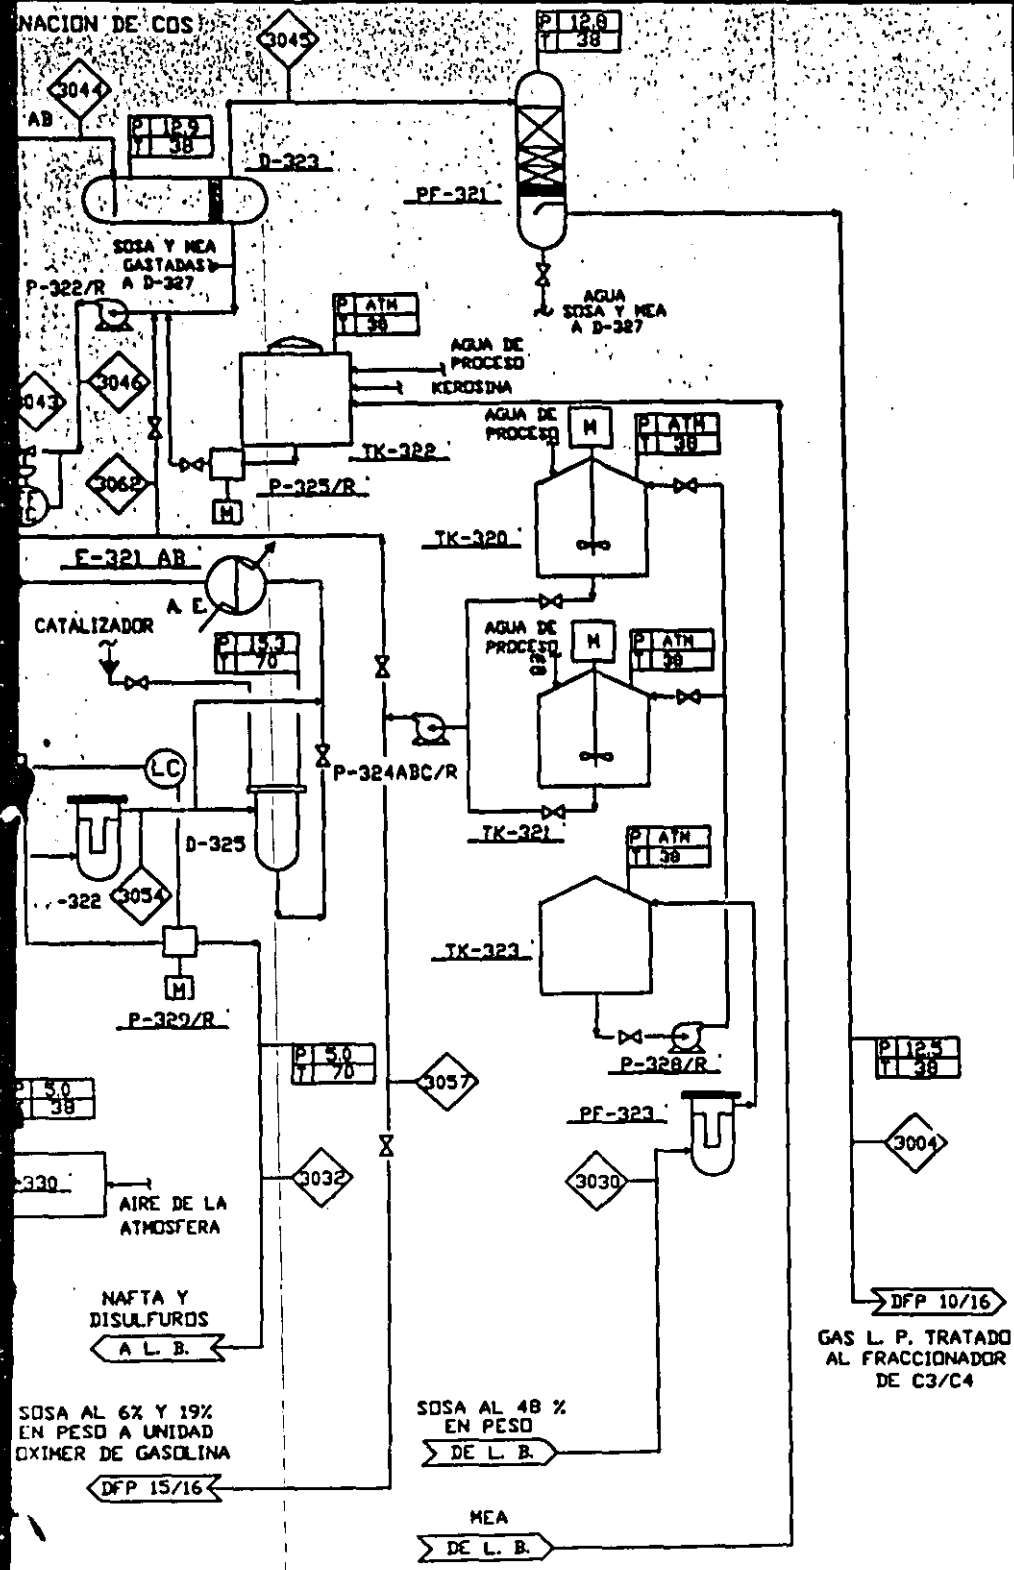 NACION DE COS
3045
P 12.8
T 38
3044
AB
P 12.9
T 38
D-323
PF-321
SOSA Y MEA
GASTADAS
A D-327
P-322/R
AGUA
SOSA Y MEA
A D-327
P ATM
T 38
AGUA DE
PROCESO
KEROSINA
3046
3043
TK-322
AGUA DE
PROCESO
M
P ATM
T 38
3062
P-325/R
M
TK-320
E-321 AB
A. E.
CATALIZADOR
P 15.3
T 70
AGUA DE
PROCESO
M
P ATM
T 38
LC
P-324ABC/R
TK-321
D-325
P ATM
T 38
-322
3054
TK-323
M
P-329/R
P-328/R
P 5.0
T 70
P 12.5
T 38
3057
P 5.0
38
PF-323
3004
3032
3030
-330
AIRE DE LA
ATMOSFERA
NAFTA Y
DISULFUROS
A L. B.
DFP 10/16
GAS L. P. TRATADO
AL FRACCIONADOR
DE C3/C4
SOSA AL 6% Y 19%
EN PESO A UNIDAD
OXIMER DE GASOLINA
DFP 15/16
SOSA AL 48 %
EN PESO
DE L. B.
MEA
DE L. B.